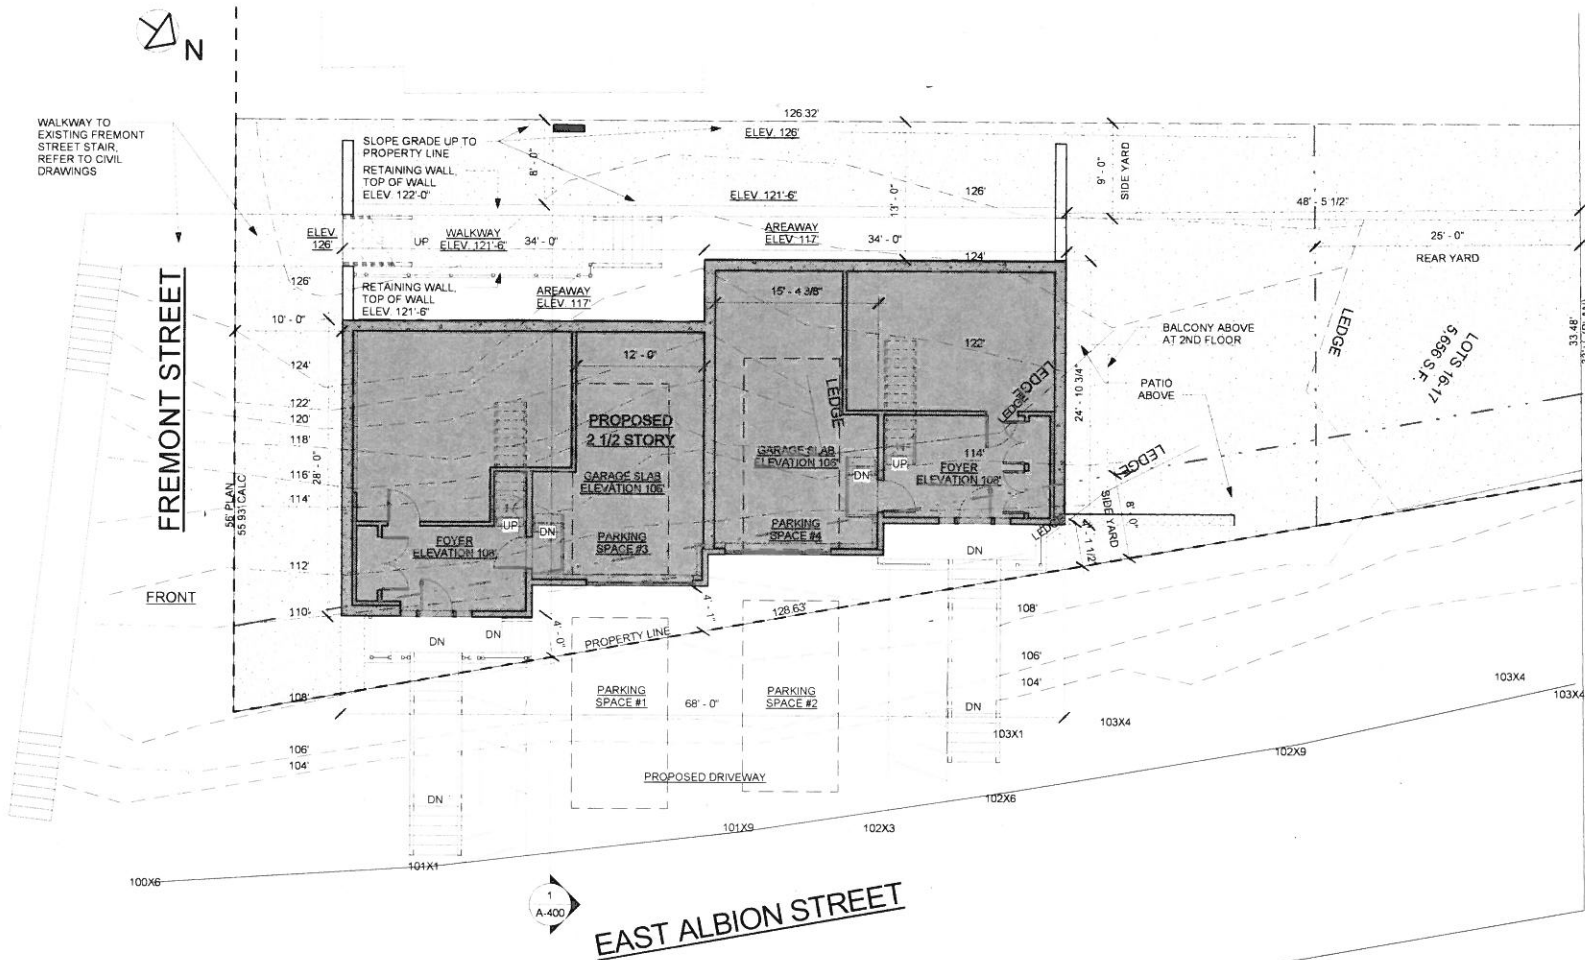 N
WALKWAY TO
EXISTING FREMONT
STREET STAIR,
REFER TO CIVIL
DRAWINGS
SLOPE GRADE UP TO
PROPERTY LINE
RETAINING WALL,
TOP OF WALL
ELEV. 122'-0"
8' - 0"
126.32'
ELEV. 126'
ELEV. 121'-6"
13' - 0"
126'
9' - 0"
SIDE YARD
48' - 5 1/2"
25' - 0"
REAR YARD
ELEV.
126'
UP
WALKWAY
ELEV. 121'-6"
34' - 0"
AREAWAY
ELEV. 117'
34' - 0"
124'
126'
RETAINING WALL,
TOP OF WALL
ELEV. 121'-6"
AREAWAY
ELEV. 117'
15' - 4 3/8"
10' - 0"
FREMONT STREET
124'
122'
120'
118'
116'
114'
112'
110'
108'
106'
104'
28' - 0"
56' PLAN
55.93' CALC
FRONT
12' - 0"
PROPOSED
2 1/2 STORY
GARAGE SLAB
ELEVATION 106'
PARKING
SPACE #3
UP
DN
FOYER
ELEVATION 108'
LEDGE
GARAGE SLAB
ELEVATION 106'
PARKING
SPACE #4
DN
UP
122'
LEDGE
114'
FOYER
ELEVATION 108'
24' - 10 3/4"
BALCONY ABOVE
AT 2ND FLOOR
PATIO
ABOVE
LEDGE
LOTS 16-17
5,656 S.F.
33.48'
LEDGE
SIDE YARD
8' - 0"
LEDGE
4' - 1 1/2"
DN
DN
DN
4' - 0"
PROPERTY LINE
4' - 1"
128.63'
108'
106'
104'
PARKING
SPACE #1
68' - 0"
PARKING
SPACE #2
DN
DN
PROPOSED DRIVEWAY
103X4
103X4
103X4
103X1
102X9
102X6
102X3
101X9
101X1
100X6
1
A-400
EAST ALBION STREET